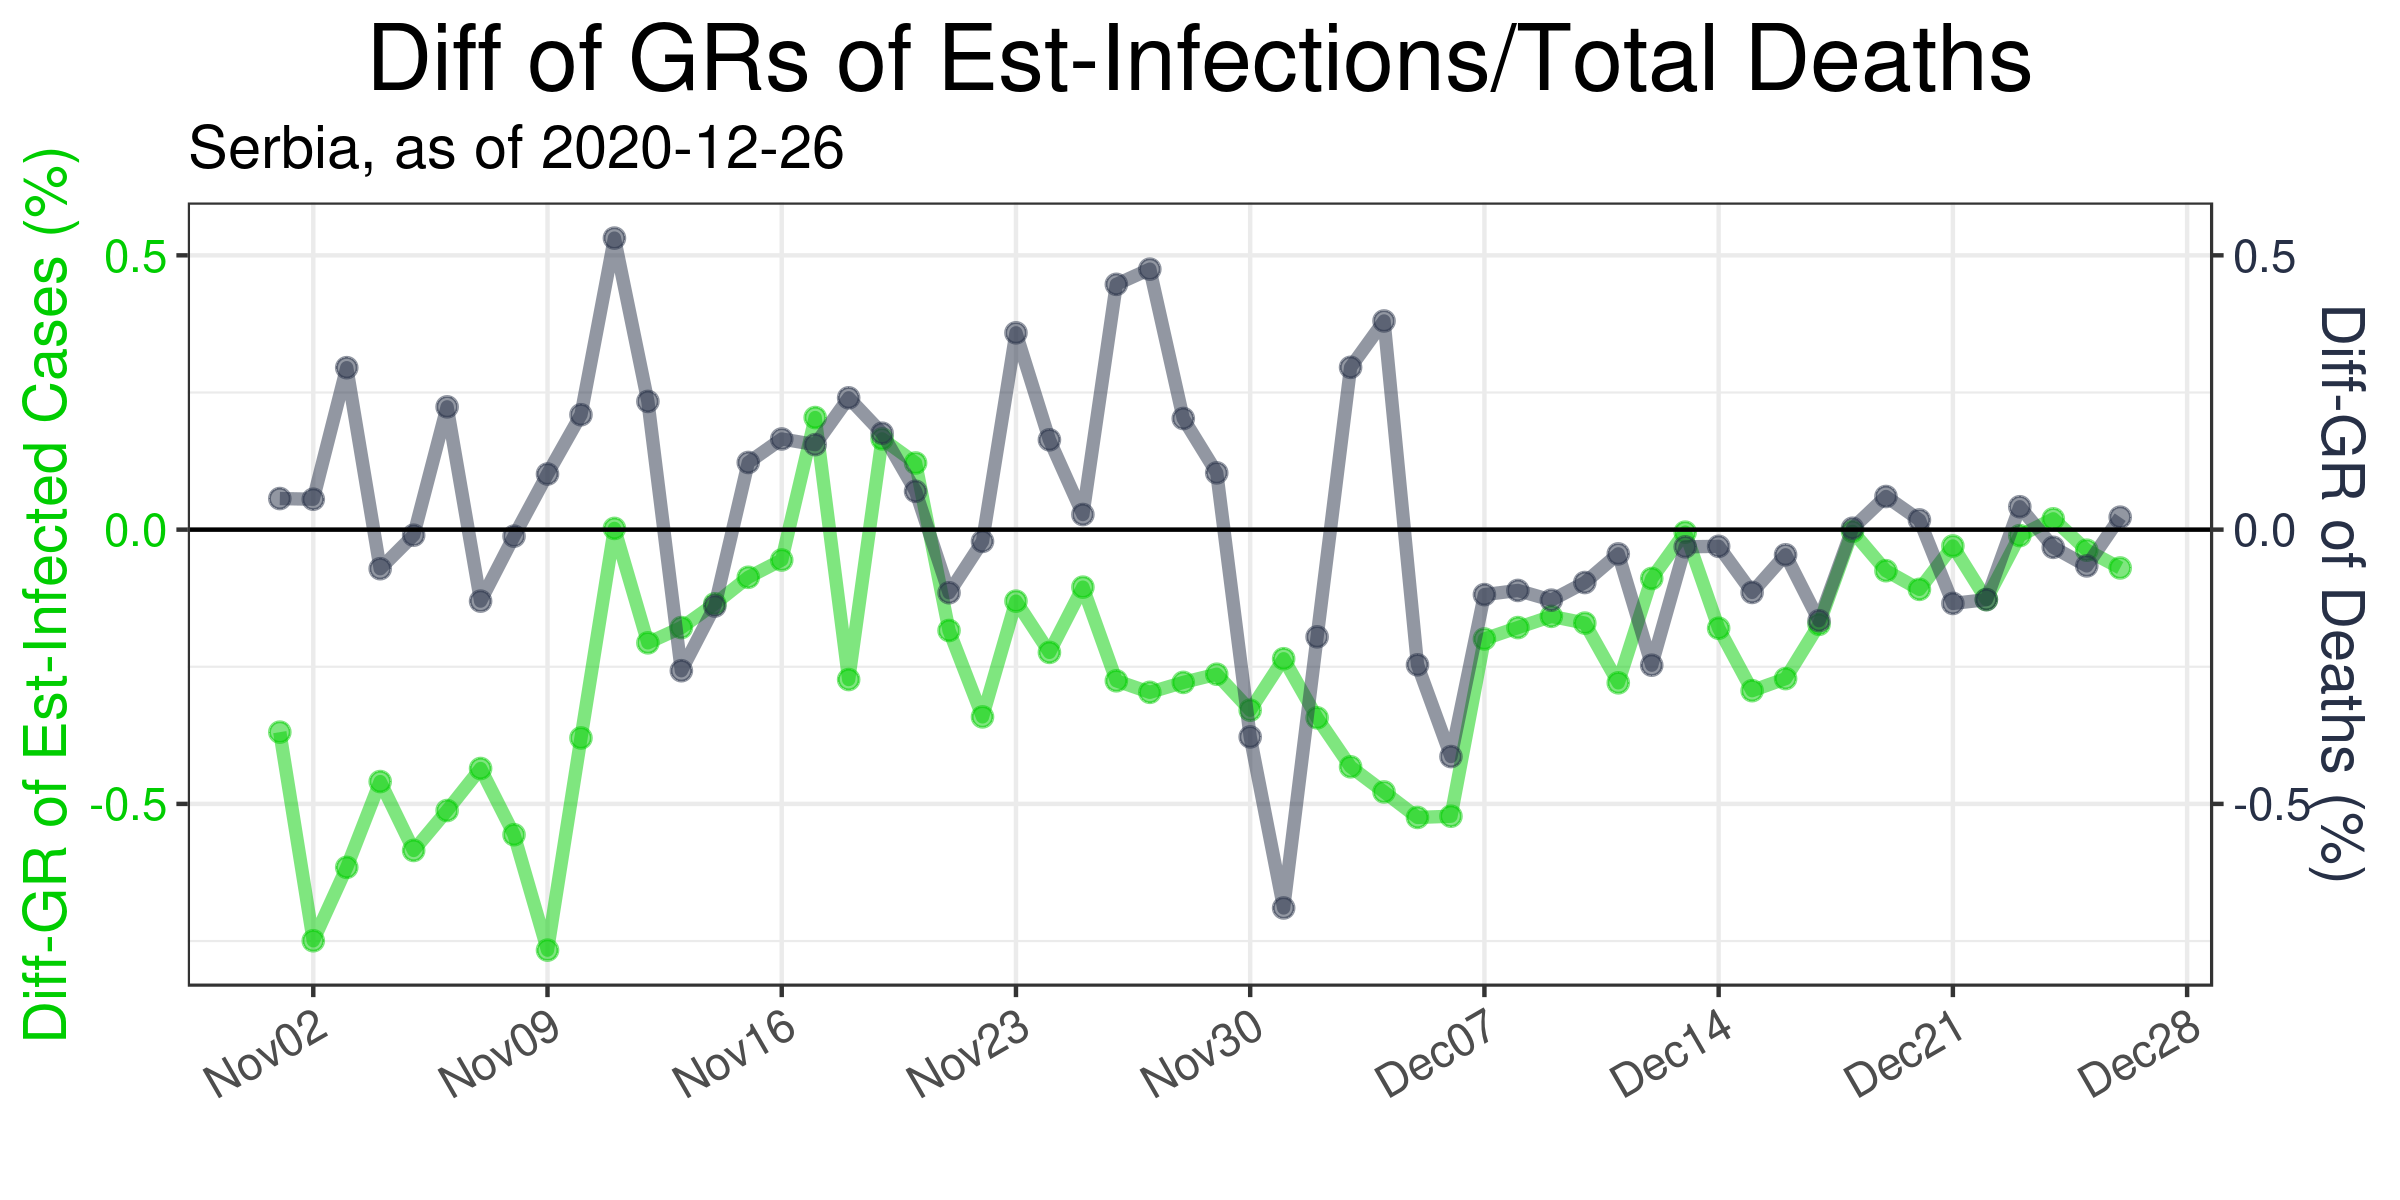 Diff of GRs of Est-Infections/Total Deaths
Serbia, as of 2020-12-26
Diff-GR of Est-Infected Cases (%)
0.5
0.0
-0.5
0.5
0.0
-0.5
Diff-GR of Deaths (%)
Nov02
Nov09
Nov16
Nov23
Nov30
Dec07
Dec14
Dec21
Dec28